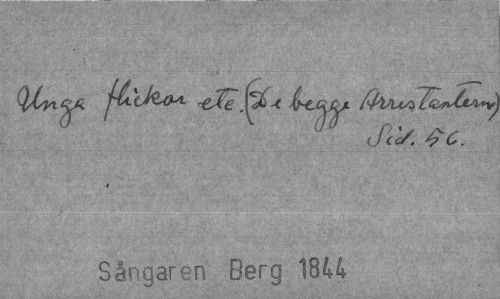 Unga flickor etc. (De begge Arrestanterna)
Sid. 56.
Sångaren Berg 1844